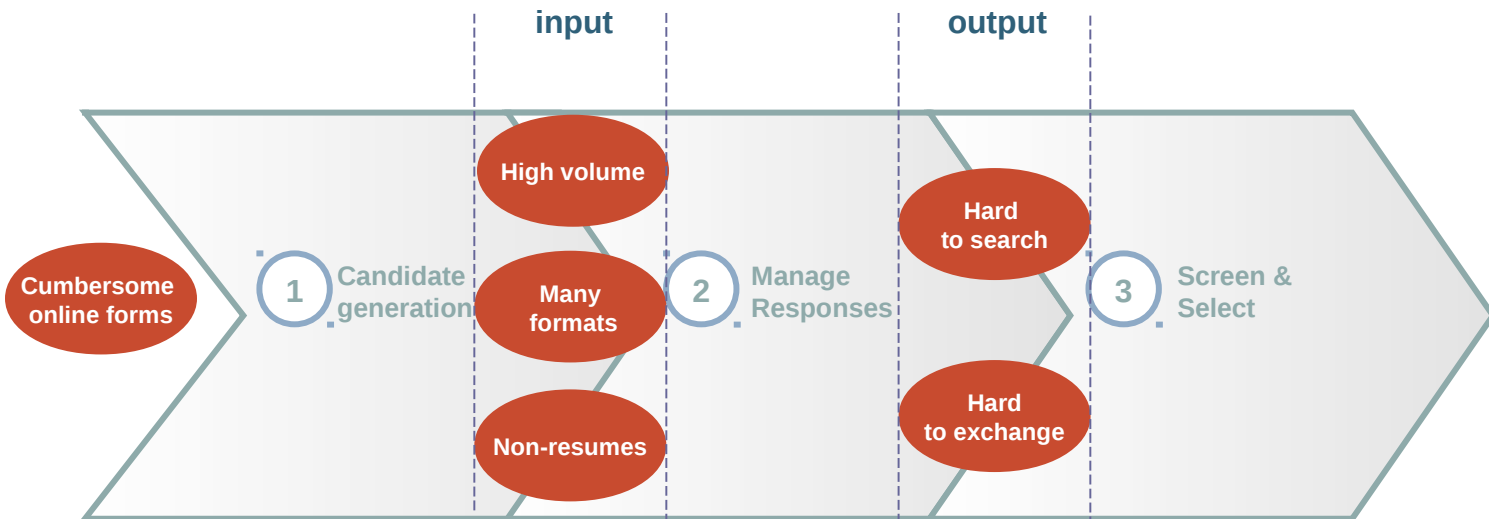 input
output
Cumbersome
online forms
1
Candidate
generation
High volume
Many
formats
Non-resumes
2
Manage
Responses
Hard
to search
Hard
to exchange
3
Screen &
Select